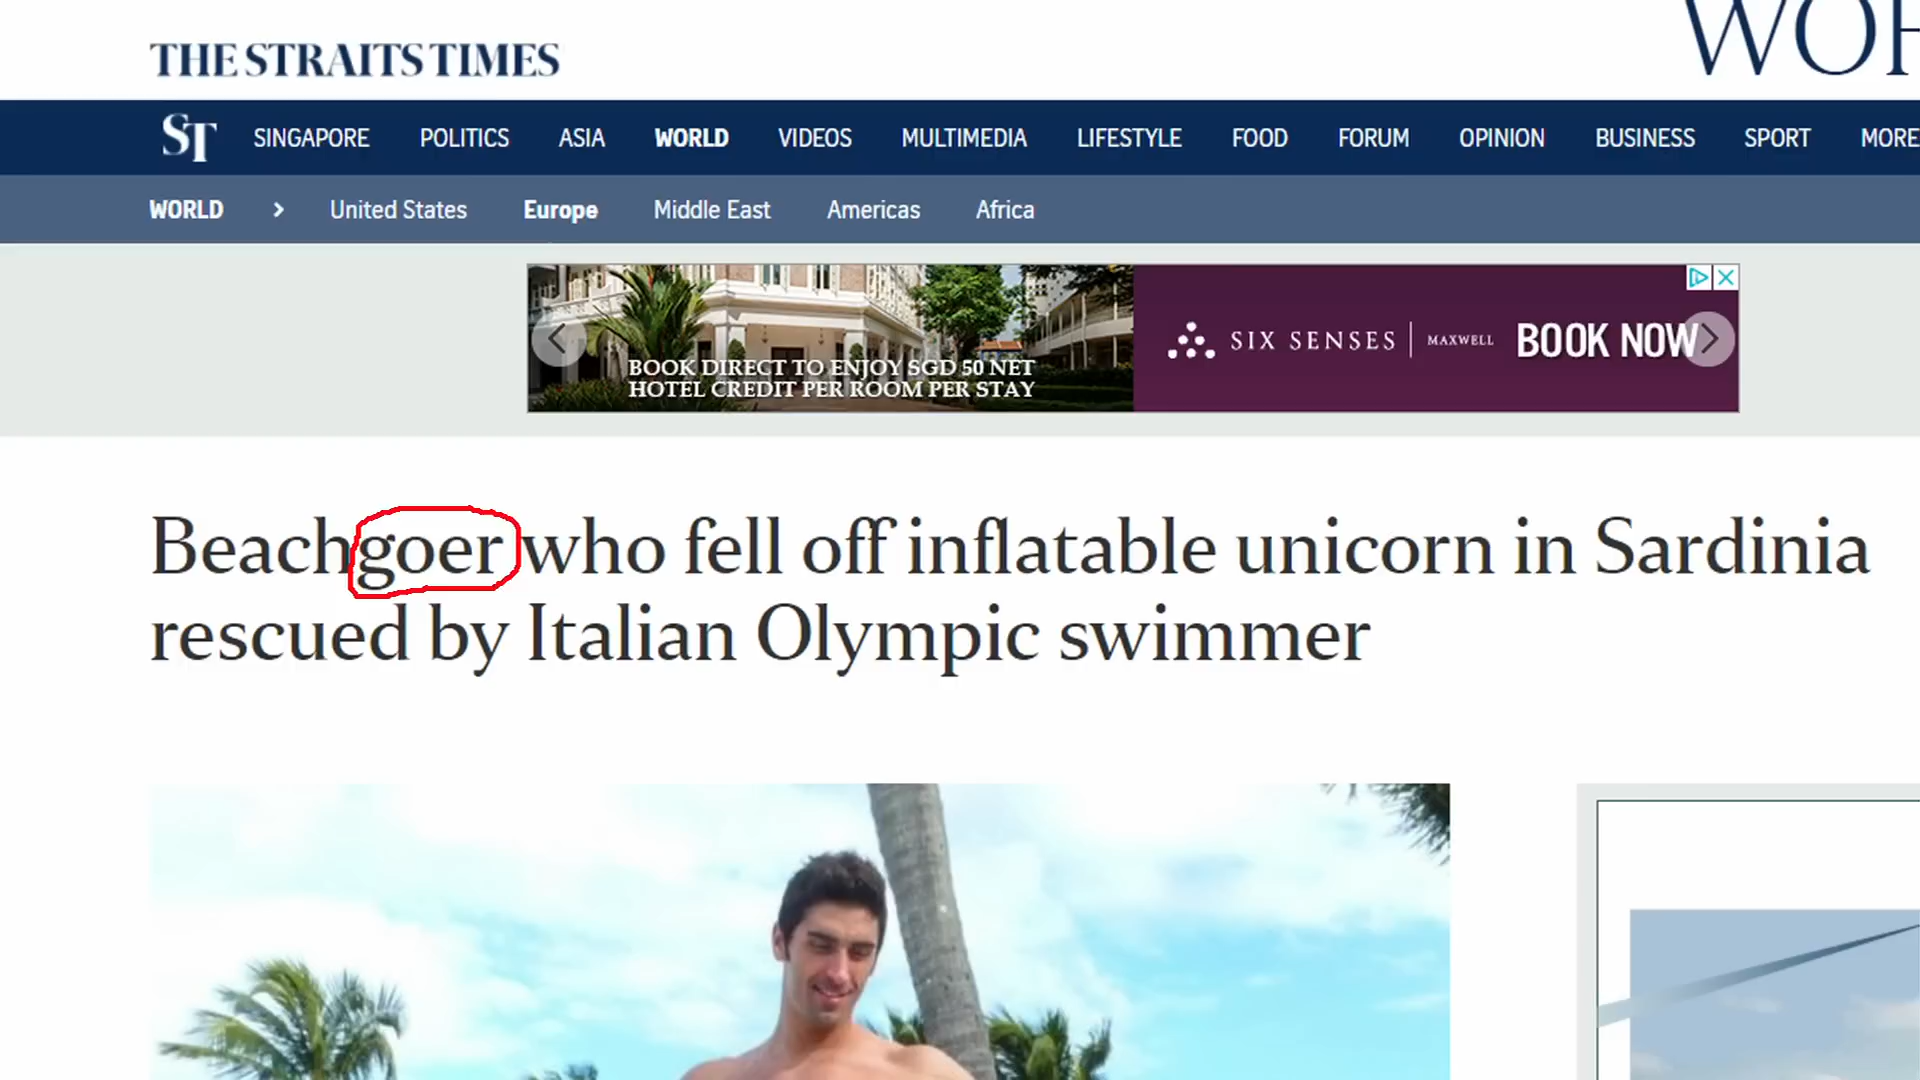 THE STRAITS TIMES
ST SINGAPORE POLITICS ASIA WORLD VIDEOS MULTIMEDIA LIFESTYLE FOOD FORUM OPINION BUSINESS SPORT MORE
WORLD > United States Europe Middle East Americas Africa
BOOK DIRECT TO ENJOY SGD 50 NET
HOTEL CREDIT PER ROOM PER STAY
SIX SENSES | MAXWELL BOOK NOW
Beachgoer who fell off inflatable unicorn in Sardinia
rescued by Italian Olympic swimmer